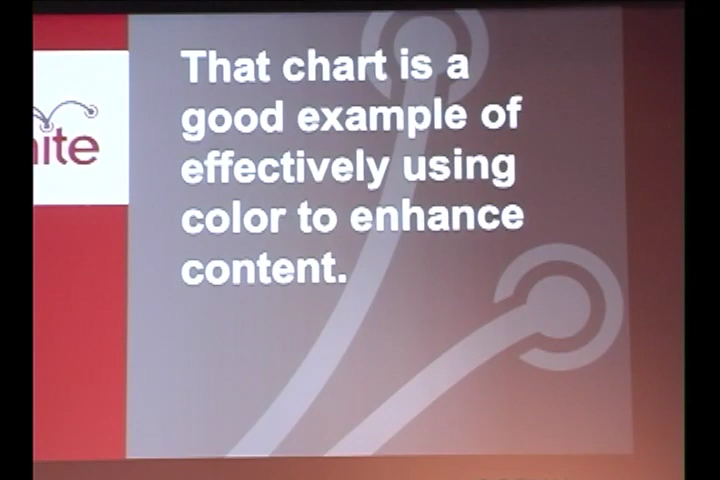 That chart is a
good example of
effectively using
color to enhance
content.
ite